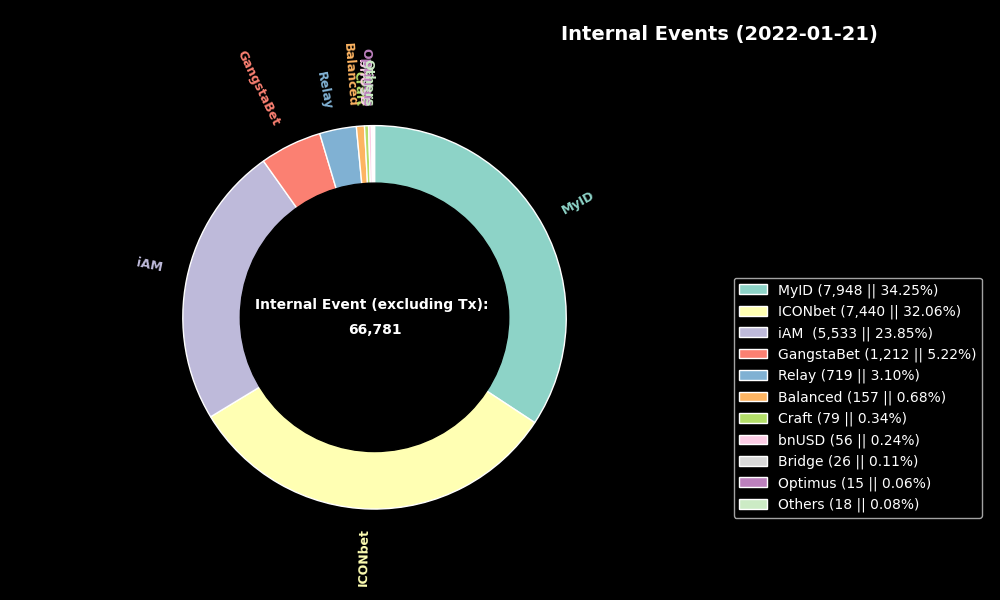 Internal Events (2022-01-21)
GangstaBet
Relay
Balanced
Craft
Others
MyID
iAM
Internal Event (excluding Tx):
66,781
ICONbet
MyID (7,948 || 34.25%)
ICONbet (7,440 || 32.06%)
iAM  (5,533 || 23.85%)
GangstaBet (1,212 || 5.22%)
Relay (719 || 3.10%)
Balanced (157 || 0.68%)
Craft (79 || 0.34%)
bnUSD (56 || 0.24%)
Bridge (26 || 0.11%)
Optimus (15 || 0.06%)
Others (18 || 0.08%)